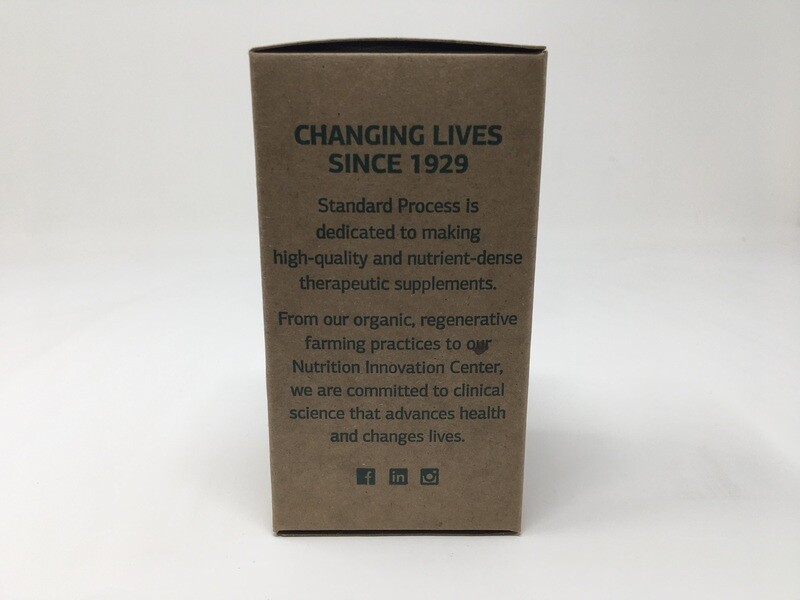 CHANGING LIVES
SINCE 1929
Standard Process is
dedicated to making
high-quality and nutrient-dense
therapeutic supplements.
From our organic, regenerative
farming practices to our
Nutrition Innovation Center,
we are committed to clinical
science that advances health
and changes lives.
f in